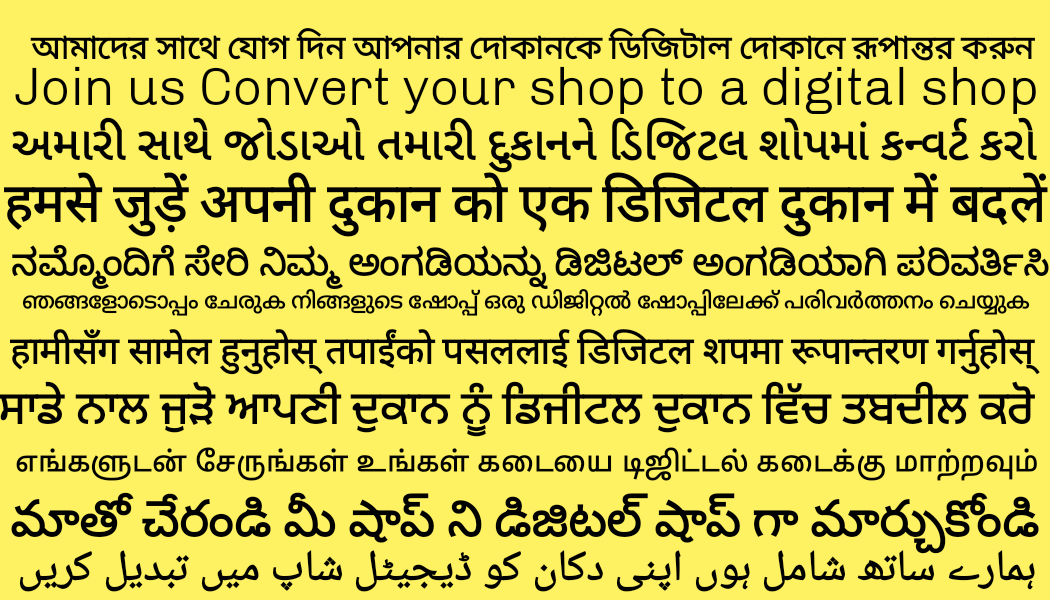 আমাদের সাথে যোগ দিন আপনার দোকানকে ডিজিটাল দোকানে রূপান্তর করুন
Join us Convert your shop to a digital shop
અમારી સાથે જોડાઓ તમારી દુકાનને ડિજિટલ શોપમાં કન્વર્ટ કરો
हमसे जुड़ें अपनी दुकान को एक डिजिटल दुकान में बदलें
ನಮ್ಮೊಂದಿಗೆ ಸೇರಿ ನಿಮ್ಮ ಅಂಗಡಿಯನ್ನು ಡಿಜಿಟಲ್ ಅಂಗಡಿಯಾಗಿ ಪರಿವರ್ತಿಸಿ
ഞങ്ങളോടൊപ്പം ചേരുക നിങ്ങളുടെ ഷോപ്പ് ഒരു ഡിജിറ്റൽ ഷോപ്പിലേക്ക് പരിവർത്തനം ചെയ്യുക
हामीसँग सामेल हुनुहोस् तपाईंको पसललाई डिजिटल शपमा रूपान्तरण गर्नुहोस्
ਸਾਡੇ ਨਾਲ ਜੁੜੋ ਆਪਣੀ ਦੁਕਾਨ ਨੂੰ ਡਿਜੀਟਲ ਦੁਕਾਨ ਵਿੱਚ ਤਬਦੀਲ ਕਰੋ
எங்களுடன் சேருங்கள் உங்கள் கடையை டிஜிட்டல் கடைக்கு மாற்றவும்
మాతో చేరండి మీ షాప్ ని డిజిటల్ షాప్ గా మార్చుకోండి
ہمارے ساتھ شامل ہوں اپنی دکان کو ڈیجیٹل شاپ میں تبدیل کریں